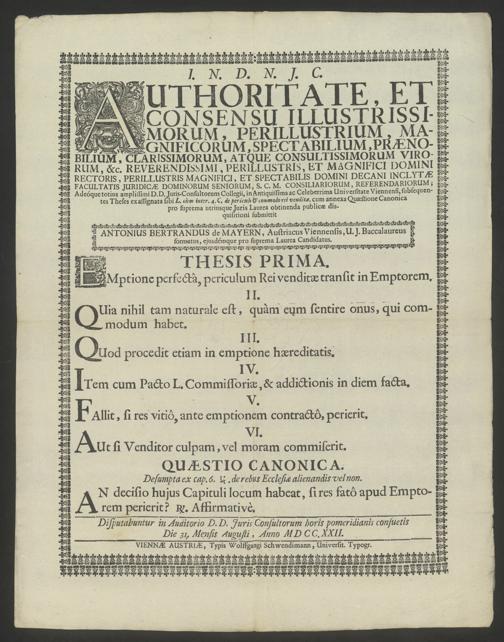 I. N. D. N. J. C.
AUTHORITATE, ET
CONSENSU ILLUSTRISSI-
MORUM, PERILLUSTRIUM, MA-
GNIFICORUM, SPECTABILIUM, PRÆNO-
BILIUM, CLARISSIMORUM, ATQUE CONSULTISSIMORUM VIRO-
RUM, &c. REVERENDISSIMI, PERILLUSTRIS, ET MAGNIFICI DOMINI
RECTORIS, PERILLUSTRIS MAGNIFICI, ET SPECTABILIS DOMINI DECANI INCLYTÆ
FACULTATIS JURIDICÆ DOMINORUM SENIORUM, S. C. M. CONSILIARIORUM, REFERENDARIORUM;
Adeóque totius amplissimi D.D. Juris-Consultorum Collegii, in Antiquissima ac Celeberrima Universitate Viennensi, subsequen-
tes Theses ex assignata sibi L. cùm inter. 4. C. de pericul: & commodo rei venditæ, cum annexa Quæstione Canonica
pro suprema utriusque Juris Laurea obtinenda publicæ dis-
quisitioni submittit
ANTONIUS BERTRANDUS de MAYERN, Austriacus Viennensis, U. J. Baccalaureus
formatus, ejusdémque pro suprema Laurea Candidatus.
THESIS PRIMA.
EMptione perfectâ, periculum Rei venditæ transit in Emptorem.
II.
QUia nihil tam naturale est, quàm eum sentire onus, qui com-
modum habet.
III.
QUod procedit etiam in emptione hæreditatis.
IV.
ITem cum Pacto L. Commissoriæ, & addictionis in diem facta.
V.
FAllit, si res vitiô, ante emptionem contractô, perierit.
VI.
AUt si Venditor culpam, vel moram commiserit.
QUÆSTIO CANONICA.
Desumpta ex cap. 6. de rebus Ecclesiæ alienandis vel non.
AN decisio hujus Capituli locum habeat, si res fatô apud Empto-
rem perierit? ℞. Affirmativè.
Disputabuntur in Auditorio D. D. Juris Consultorum horis pomeridianis consuetis
Die 31. Mensis Augusti, Anno MDCC.XXII.
VIENNÆ AUSTRIÆ, Typis Wolffgangi Schwendimann, Universit. Typogr.